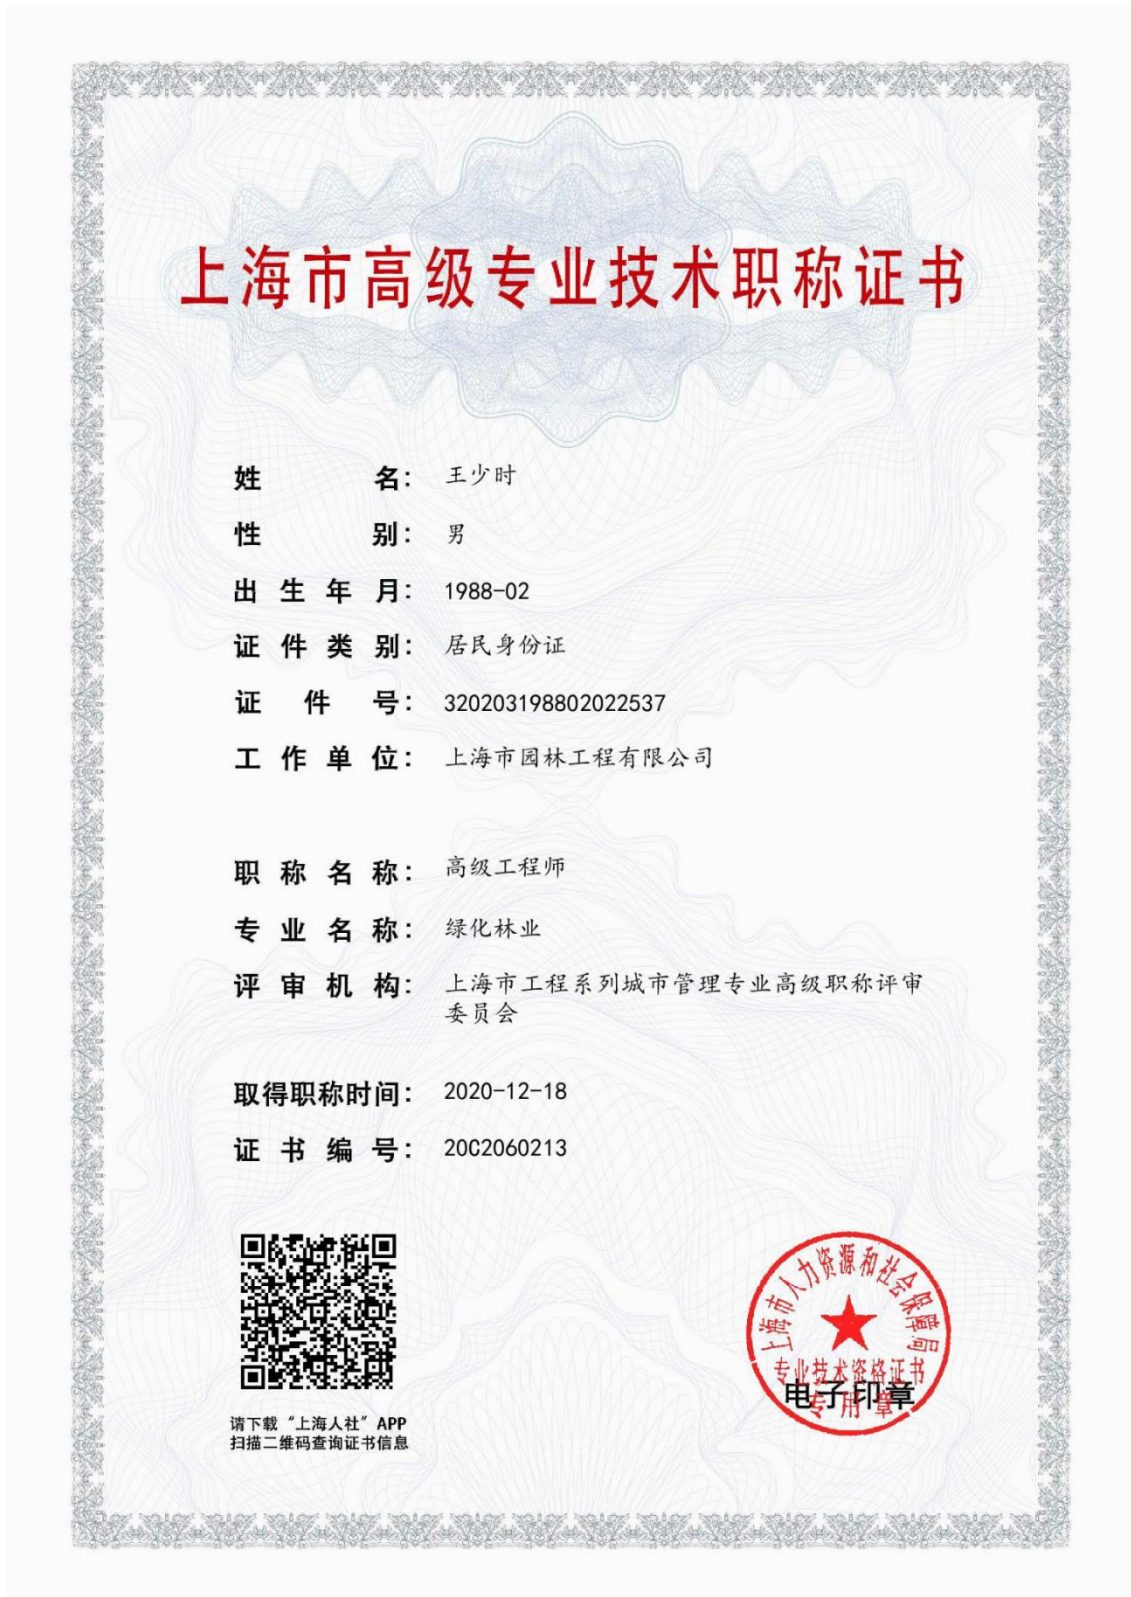 上海市高级专业技术职称证书
姓名： 王少时
性别： 男
出生年月： 1988-02
证件类别： 居民身份证
证件号： 320203198802022537
工作单位： 上海市园林工程有限公司
职称名称： 高级工程师
专业名称： 绿化林业
评审机构： 上海市工程系列城市管理专业高级职称评审
委员会
取得职称时间： 2020-12-18
证书编号： 20C2060213
上海市人力资源和社会保障局
专业技术资格证书
电子印章
专用章
请下载“上海人社”APP
扫描二维码查询证书信息